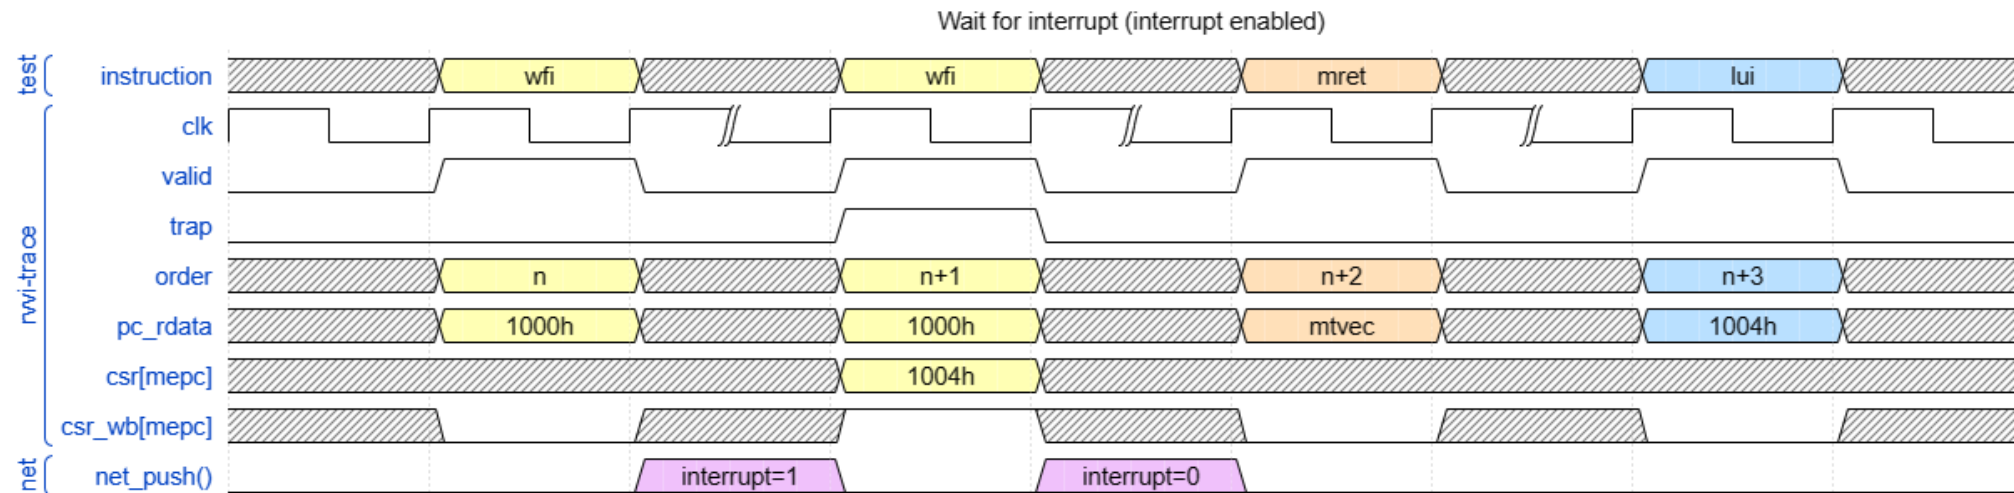 Wait for interrupt (interrupt enabled)
test
instruction wfi wfi mret lui
rvvi-trace
clk
valid
trap
order n n+1 n+2 n+3
pc_rdata 1000h 1000h mtvec 1004h
csr[mepc] 1004h
csr_wb[mepc]
net
net_push() interrupt=1 interrupt=0